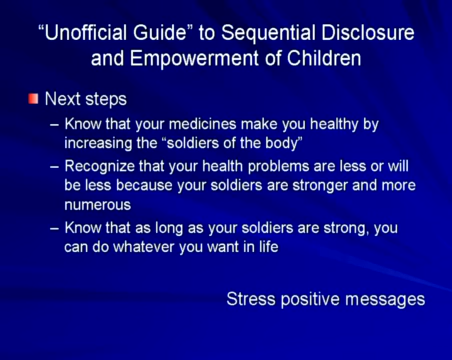 “Unofficial Guide” to Sequential Disclosure
and Empowerment of Children
Next steps
– Know that your medicines make you healthy by
increasing the “soldiers of the body”
– Recognize that your health problems are less or will
be less because your soldiers are stronger and more
numerous
– Know that as long as your soldiers are strong, you
can do whatever you want in life
Stress positive messages